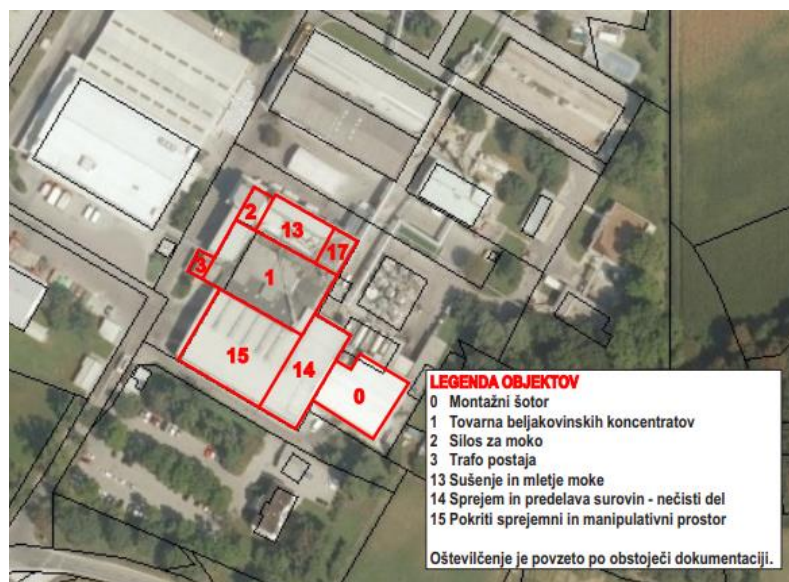 2
13
17
3
1
15
14
0
LEGENDA OBJEKTOV
0 Montažni šotor
1 Tovarna beljakovinskih koncentratov
2 Silos za moko
3 Trafo postaja
13 Sušenje in mletje moke
14 Sprejem in predelava surovin - nečisti del
15 Pokriti sprejemni in manipulativni prostor
Oštevilčenje je povzeto po obstoječi dokumentaciji.